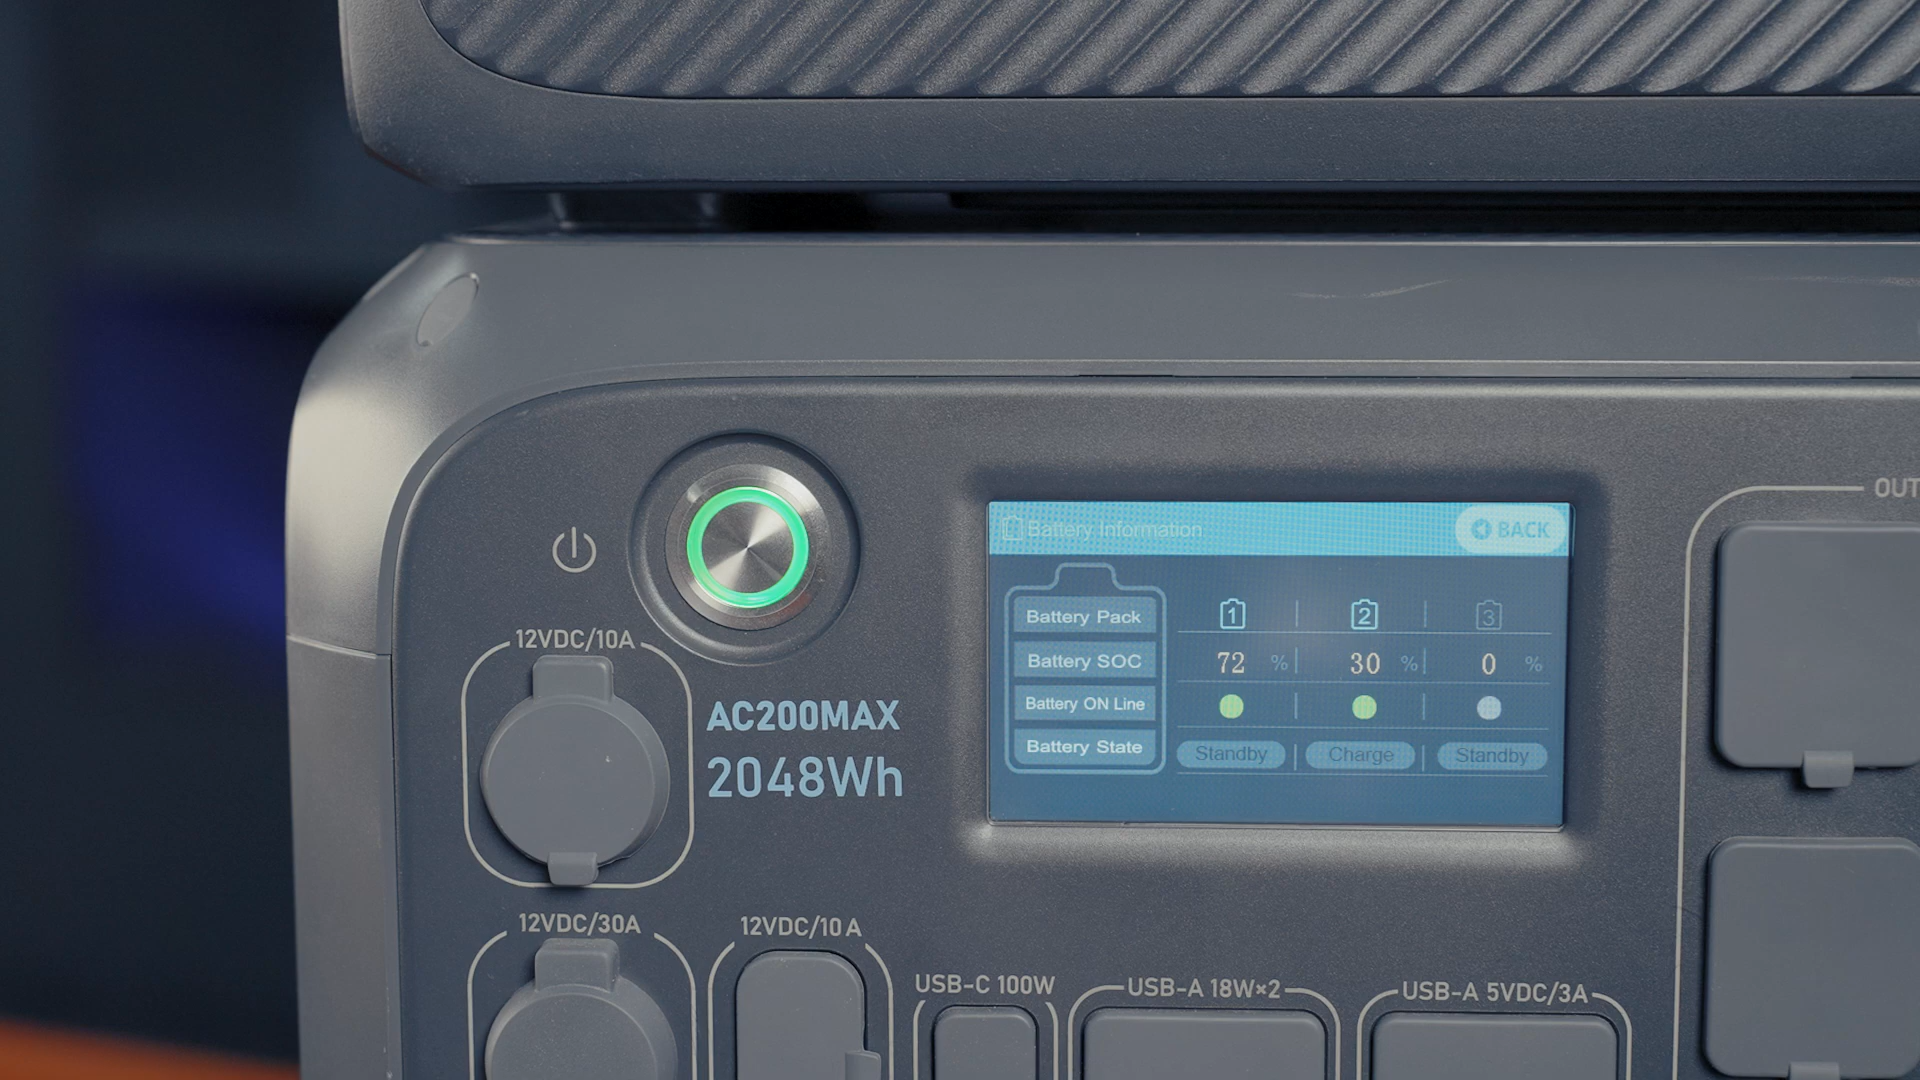 12VDC/10A
AC200MAX
2048Wh
12VDC/30A
12VDC/10A
USB-C 100W
USB-A 18W×2
USB-A 5VDC/3A
Battery Information
BACK
Battery Pack 1 2 3
Battery SOC 72 % 30 % 0 %
Battery ON Line
Battery State Standby Charge Standby
OUT